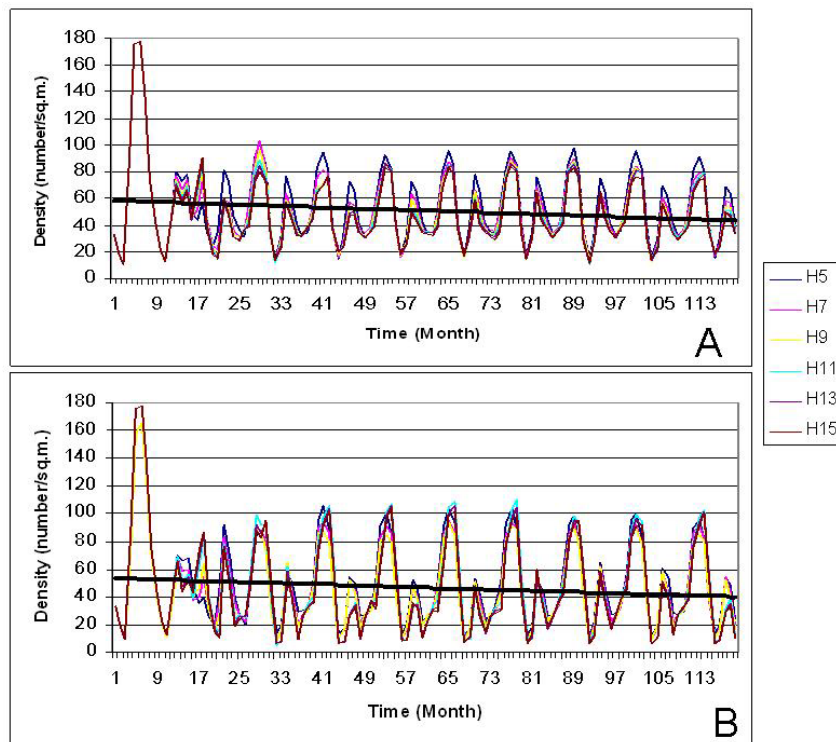 180
160
140
120
100
80
60
40
20
0
Density (number/sq.m.)
1 9 17 25 33 41 49 57 65 73 81 89 97 105 113
Time (Month)
A
H5
H7
H9
H11
H13
H15
180
160
140
120
100
80
60
40
20
0
Density (number/sq.m.)
1 9 17 25 33 41 49 57 65 73 81 89 97 105 113
Time (Month)
B